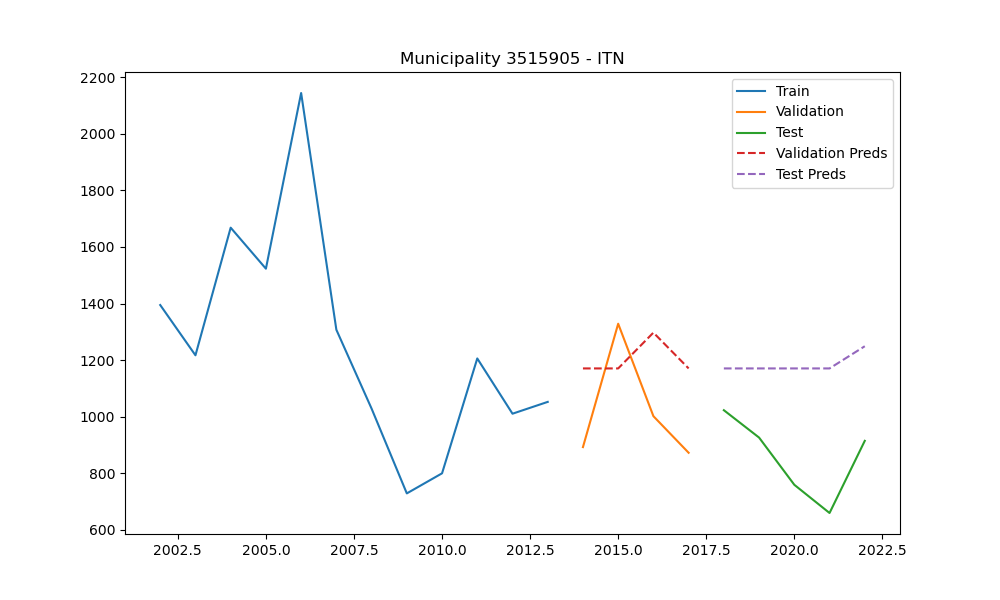 Municipality 3515905 - ITN
2200
2000
1800
1600
1400
1200
1000
800
600
Train
Validation
Test
Validation Preds
Test Preds
2002.5 2005.0 2007.5 2010.0 2012.5 2015.0 2017.5 2020.0 2022.5